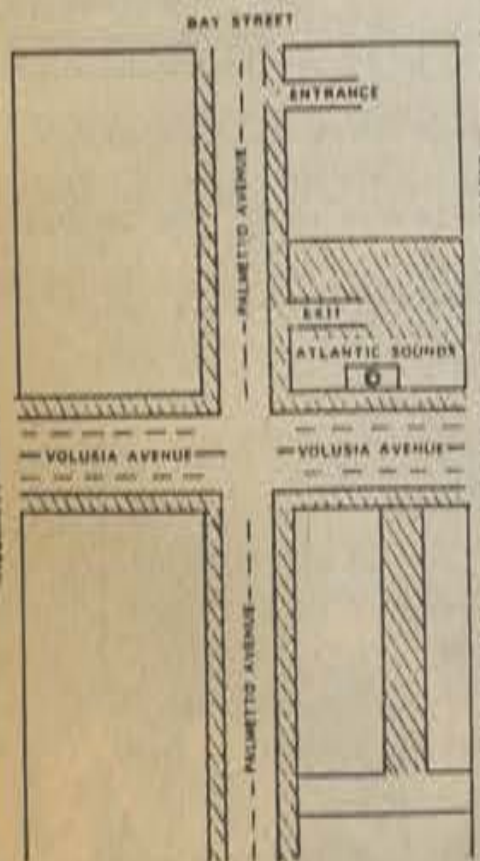 BAY STREET
ENTRANCE
PALMETTO AVENUE
EXIT
ATLANTIC SOUNDS
VOLUSIA AVENUE
VOLUSIA AVENUE
PALMETTO AVENUE